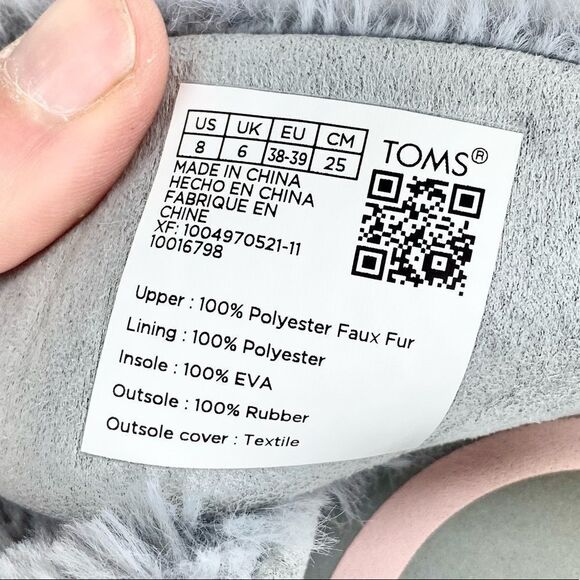 US UK EU CM
8 6 38-39 25
TOMS®
MADE IN CHINA
HECHO EN CHINA
FABRIQUE EN
CHINE
XF: 1004970521-11
10016798
Upper : 100% Polyester Faux Fur
Lining : 100% Polyester
Insole : 100% EVA
Outsole : 100% Rubber
Outsole cover : Textile